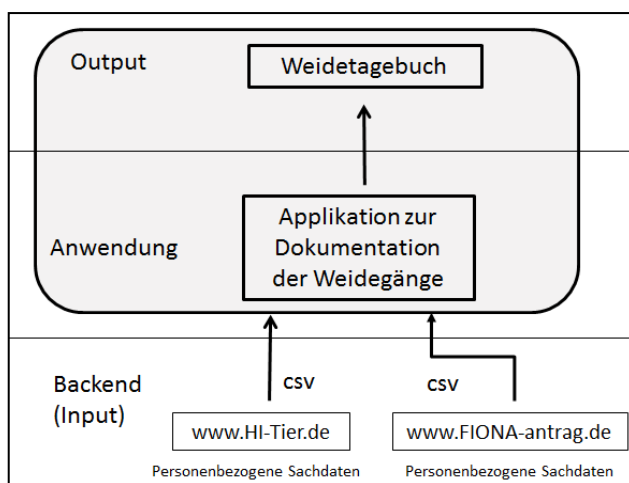 Output
Weidetagebuch
Anwendung
Applikation zur
Dokumentation
der Weidegänge
Backend
(Input)
csv
csv
www.HI-Tier.de
www.FIONA-antrag.de
Personenbezogene Sachdaten
Personenbezogene Sachdaten